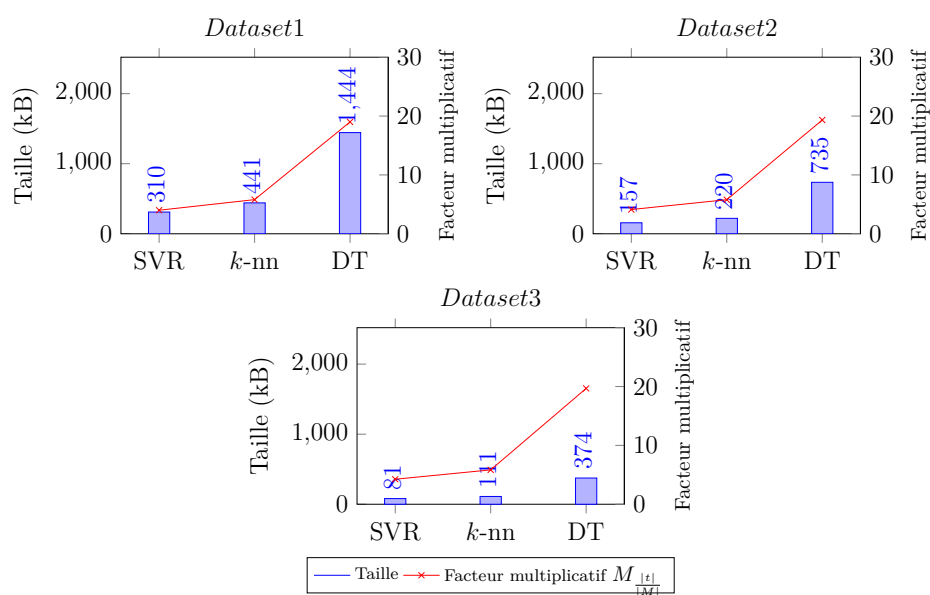 Dataset1
Taille (kB)
2,000
1,000
0
310
441
1,444
SVR
k-nn
DT
30
20
10
0
Facteur multiplicatif
Dataset2
Taille (kB)
2,000
1,000
0
157
220
735
SVR
k-nn
DT
30
20
10
0
Facteur multiplicatif
Dataset3
Taille (kB)
2,000
1,000
0
81
111
374
SVR
k-nn
DT
30
20
10
0
Facteur multiplicatif
Taille
Facteur multiplicatif M |t|/|M|